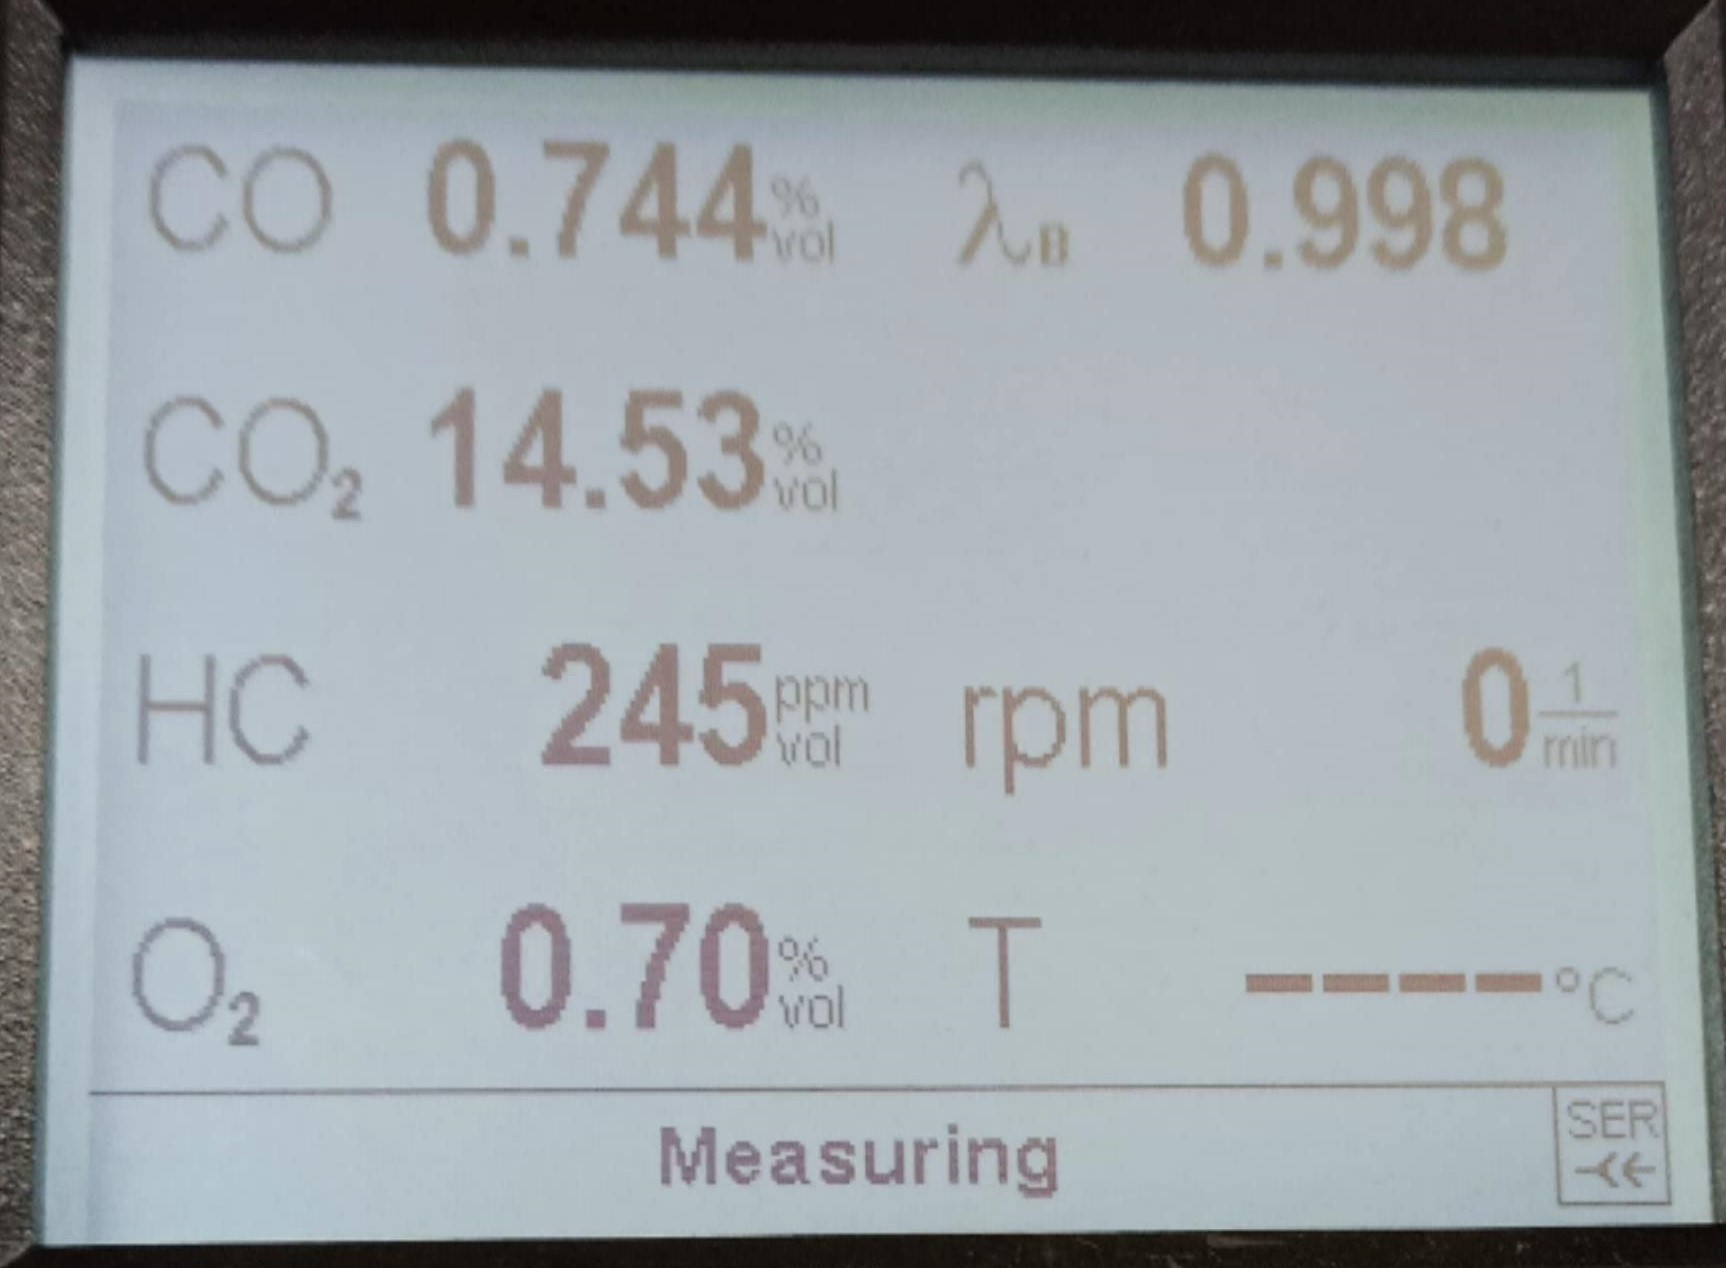 CO 0.744 % vol λB 0.998
CO2 14.53 % vol
HC 245 ppm vol rpm 0 1/min
O2 0.70 % vol T ---- °C
Measuring SER